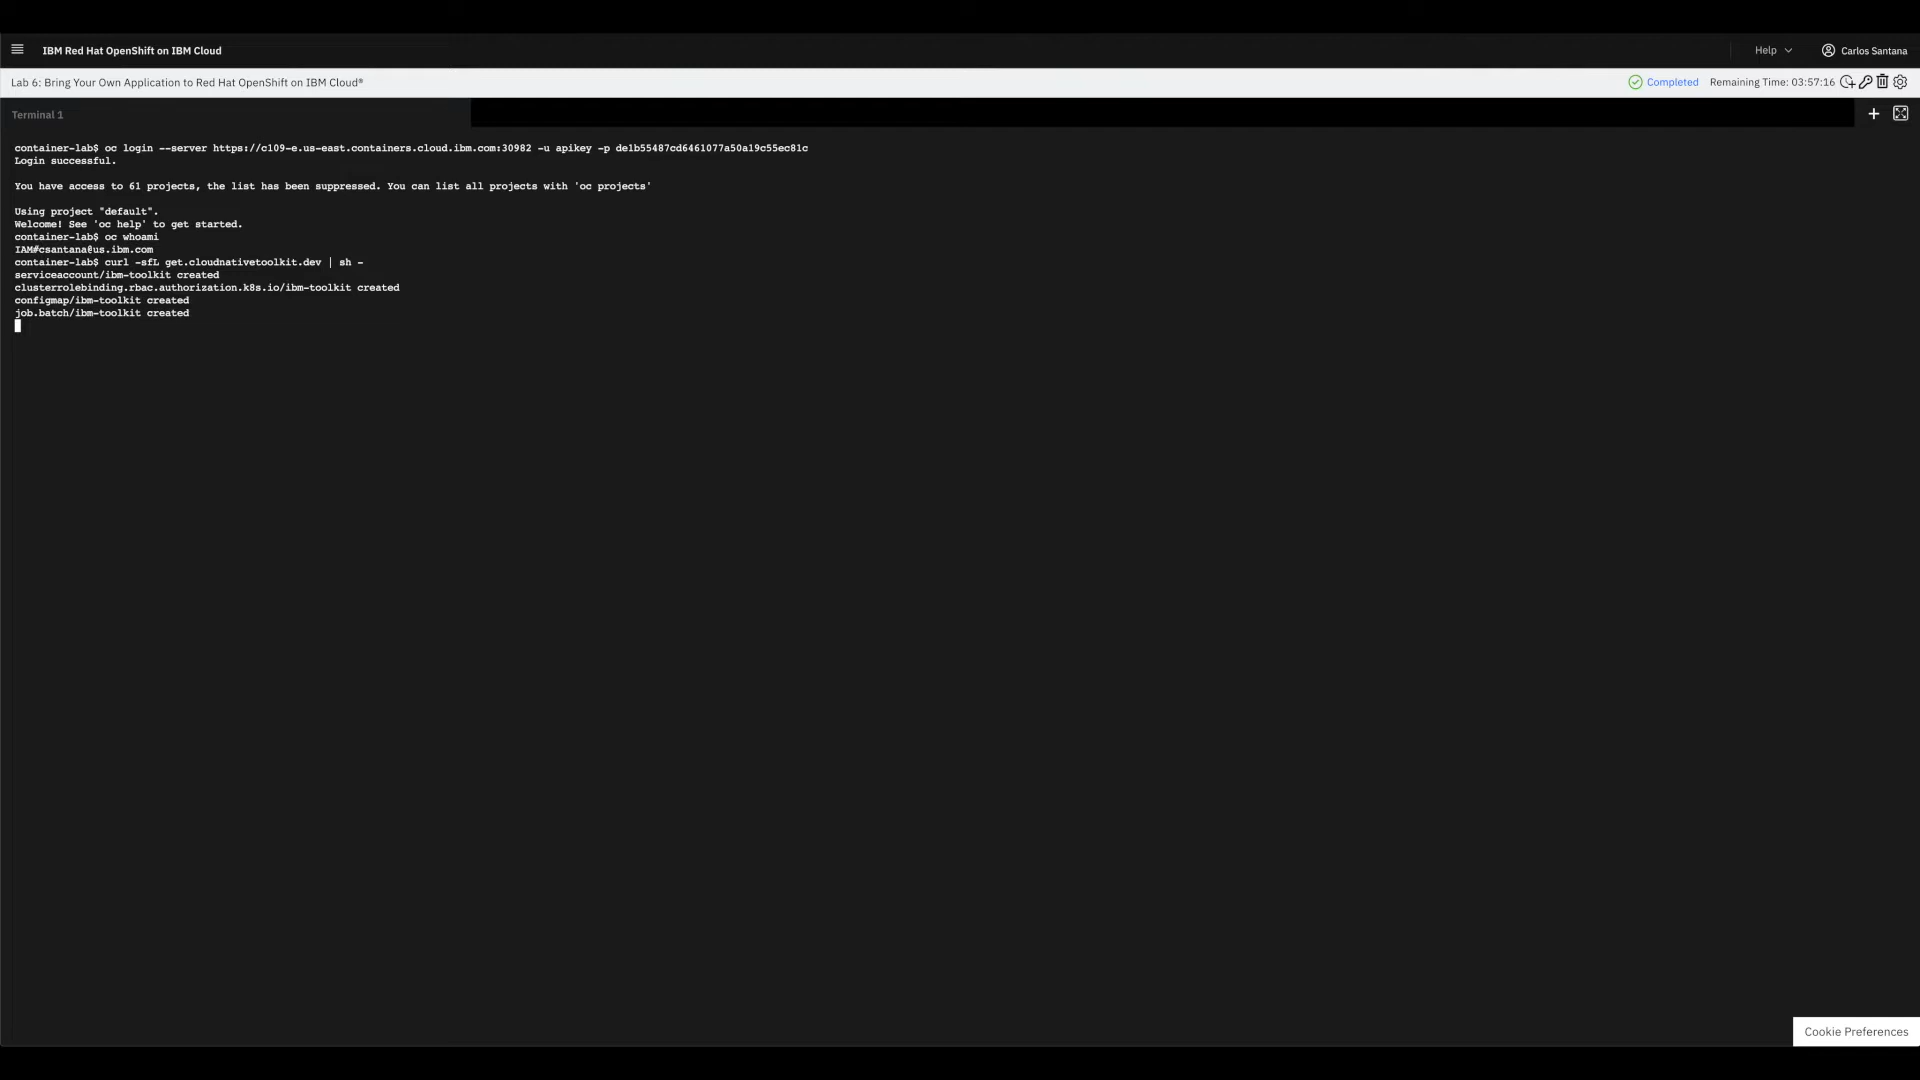 IBM Red Hat OpenShift on IBM Cloud
Help
Carlos Santana
Lab 6: Bring Your Own Application to Red Hat OpenShift on IBM Cloud®
Completed
Remaining Time: 03:57:16
Terminal 1
container-lab$ oc login --server https://c109-e.us-east.containers.cloud.ibm.com:30982 -u apikey -p de1b55487cd6461077a50a19c55ec81c
Login successful.
You have access to 61 projects, the list has been suppressed. You can list all projects with 'oc projects'
Using project "default".
Welcome! See 'oc help' to get started.
container-lab$ oc whoami
IAM#csantana@us.ibm.com
container-lab$ curl -sfL get.cloudnativetoolkit.dev | sh -
serviceaccount/ibm-toolkit created
clusterrolebinding.rbac.authorization.k8s.io/ibm-toolkit created
configmap/ibm-toolkit created
job.batch/ibm-toolkit created
Cookie Preferences